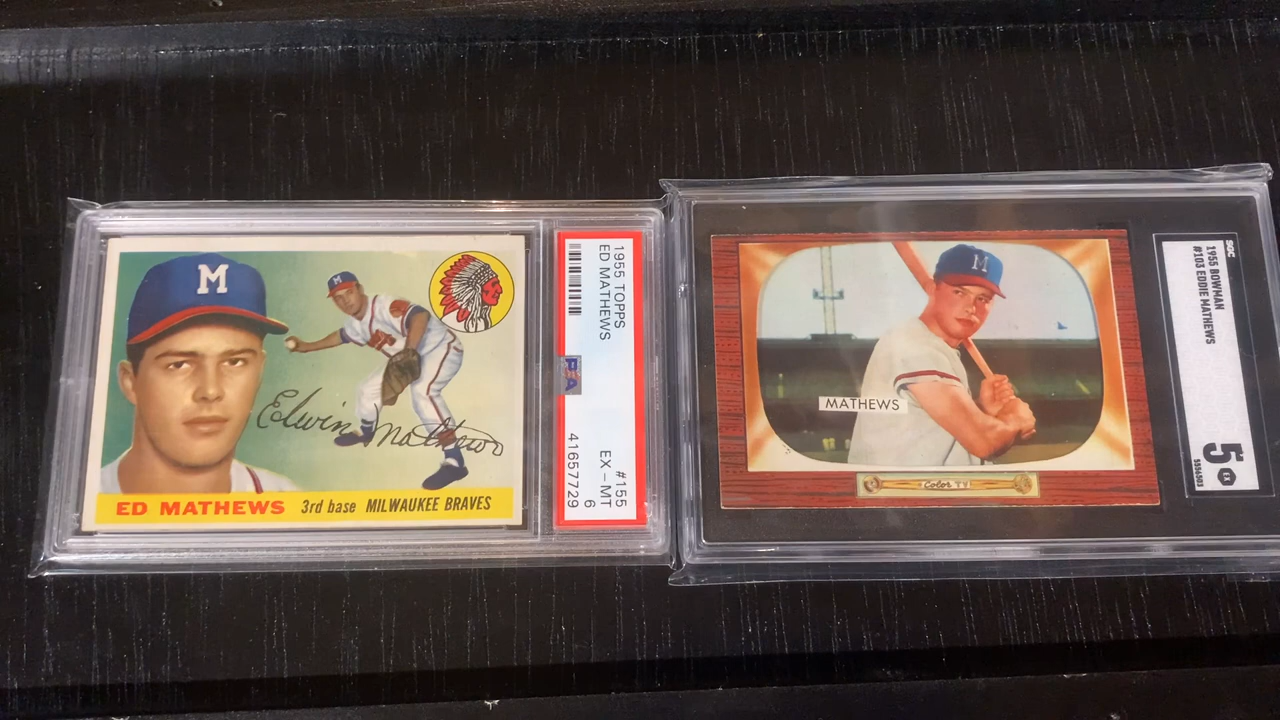 M
Edwin Mathews
ED MATHEWS 3rd base MILWAUKEE BRAVES
1955 TOPPS #155
ED MATHEWS EX-MT
6
PSA
41657729
M
MATHEWS
Color TV
SGC
1955 BOWMAN
#103 EDDIE MATHEWS
5 EX
5556503